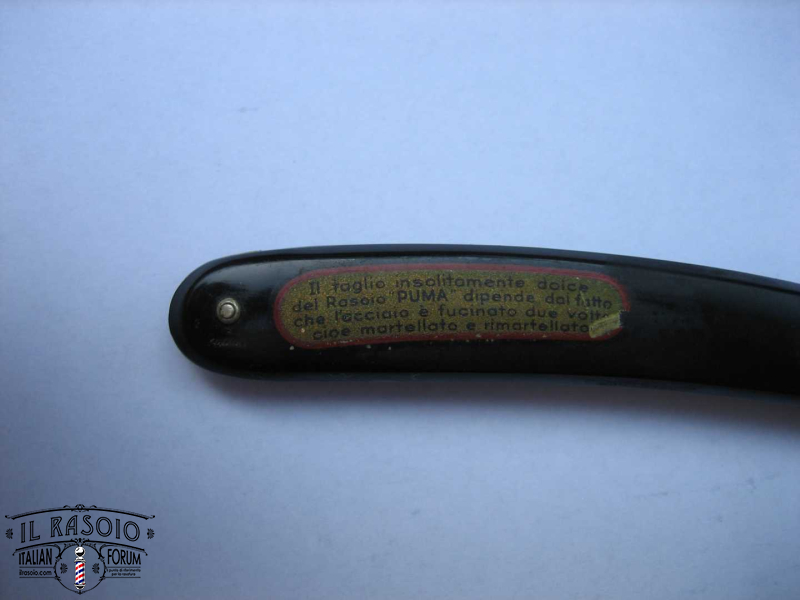 Il taglio insolitamente dolce
del Rasoio "PUMA" dipende dal fatto
che l'acciaio è fucinato due volte
cioe martellato e rimartellato
IL RASOIO
ITALIAN FORUM
ilrasoio.com